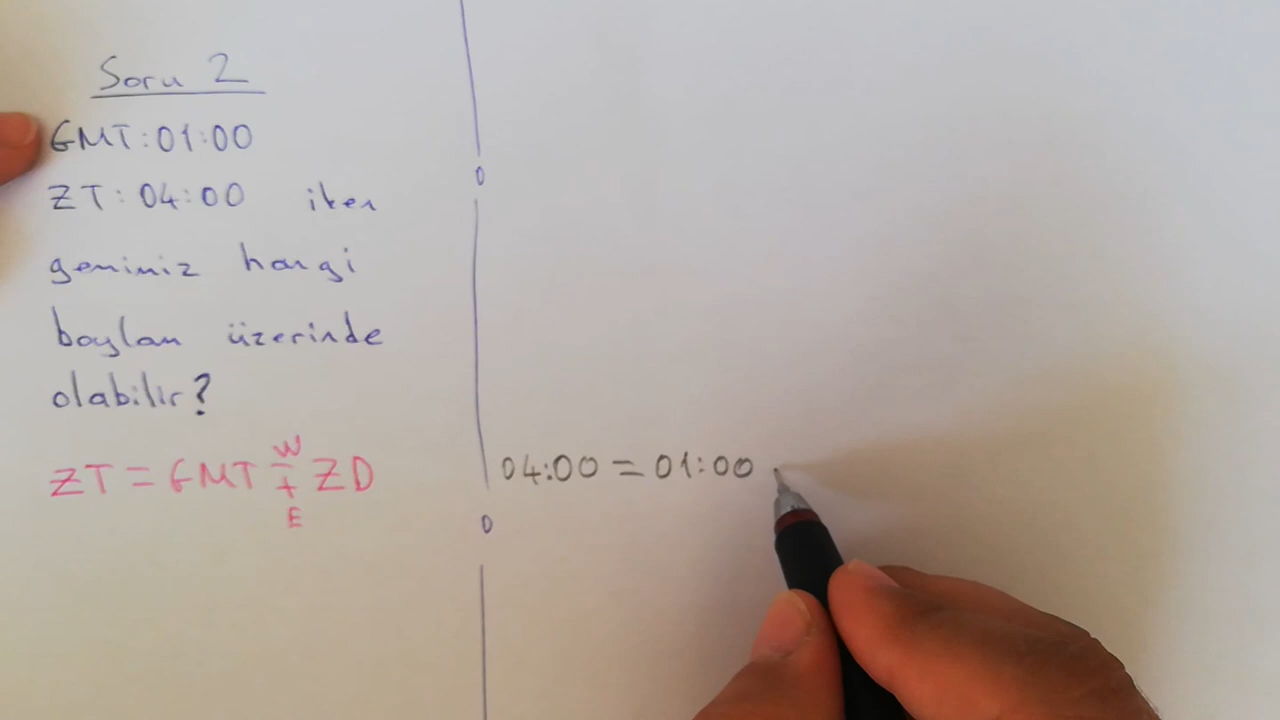 Soru 2
GMT:01:00
ZT:04:00 iken
geminiz hangi
boylam üzerinde
olabilir?
W
ZT = GMT ∓ ZD
E
04:00 = 01:00
0
0